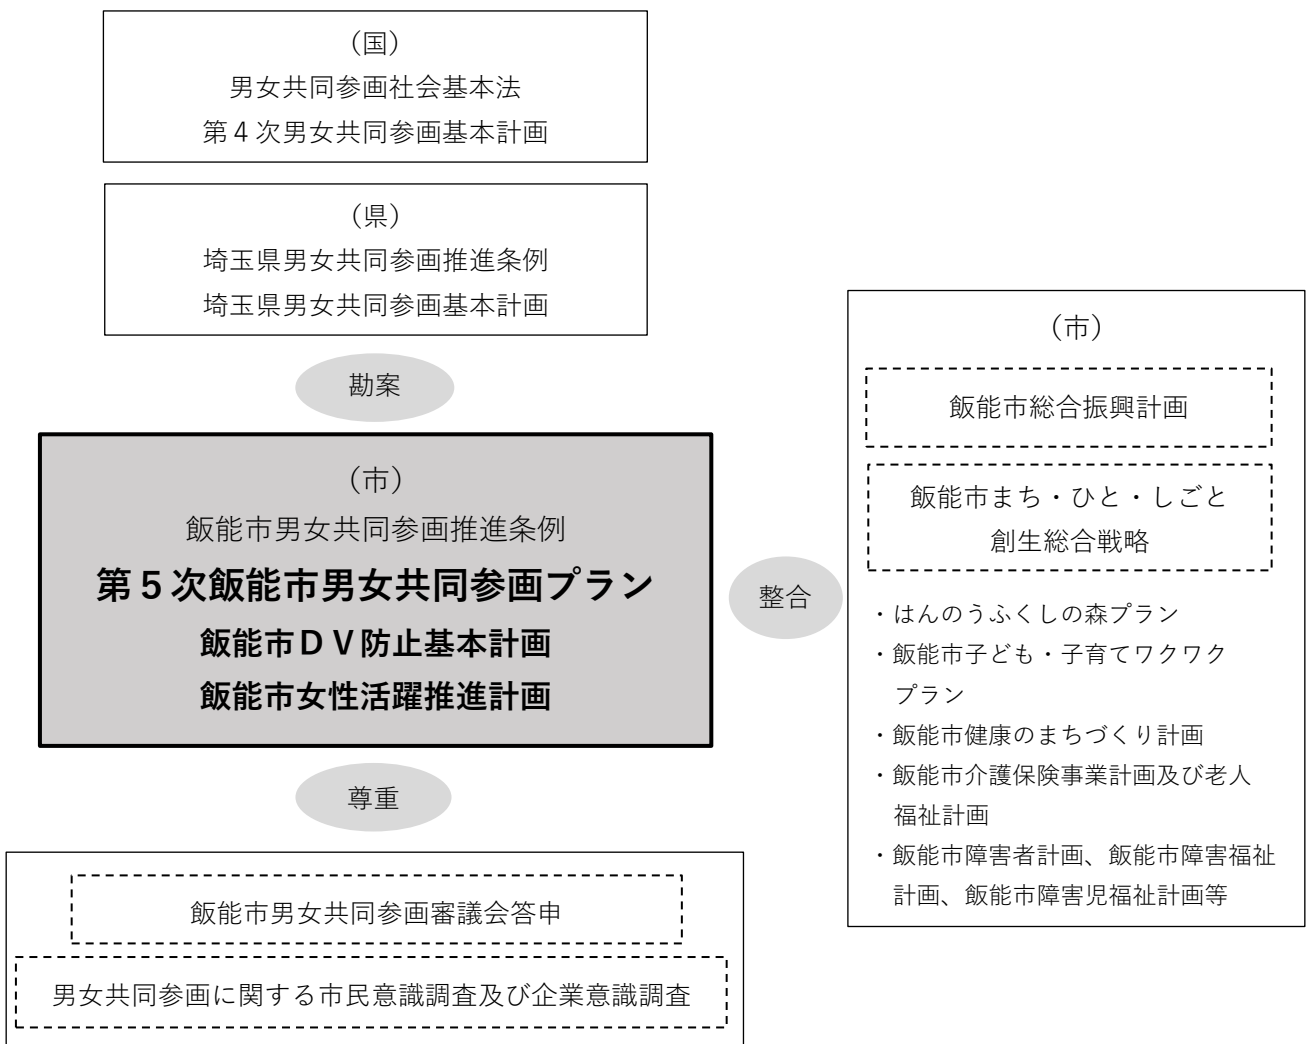 （国）
男女共同参画社会基本法
第４次男女共同参画基本計画
（県）
埼玉県男女共同参画推進条例
埼玉県男女共同参画基本計画
勘案
（市）
飯能市男女共同参画推進条例
第５次飯能市男女共同参画プラン
飯能市ＤＶ防止基本計画
飯能市女性活躍推進計画
整合
（市）
飯能市総合振興計画
飯能市まち・ひと・しごと
創生総合戦略
・はんのうふくしの森プラン
・飯能市子ども・子育てワクワク
プラン
・飯能市健康のまちづくり計画
・飯能市介護保険事業計画及び老人
福祉計画
・飯能市障害者計画、飯能市障害福祉
計画、飯能市障害児福祉計画等
尊重
飯能市男女共同参画審議会答申
男女共同参画に関する市民意識調査及び企業意識調査